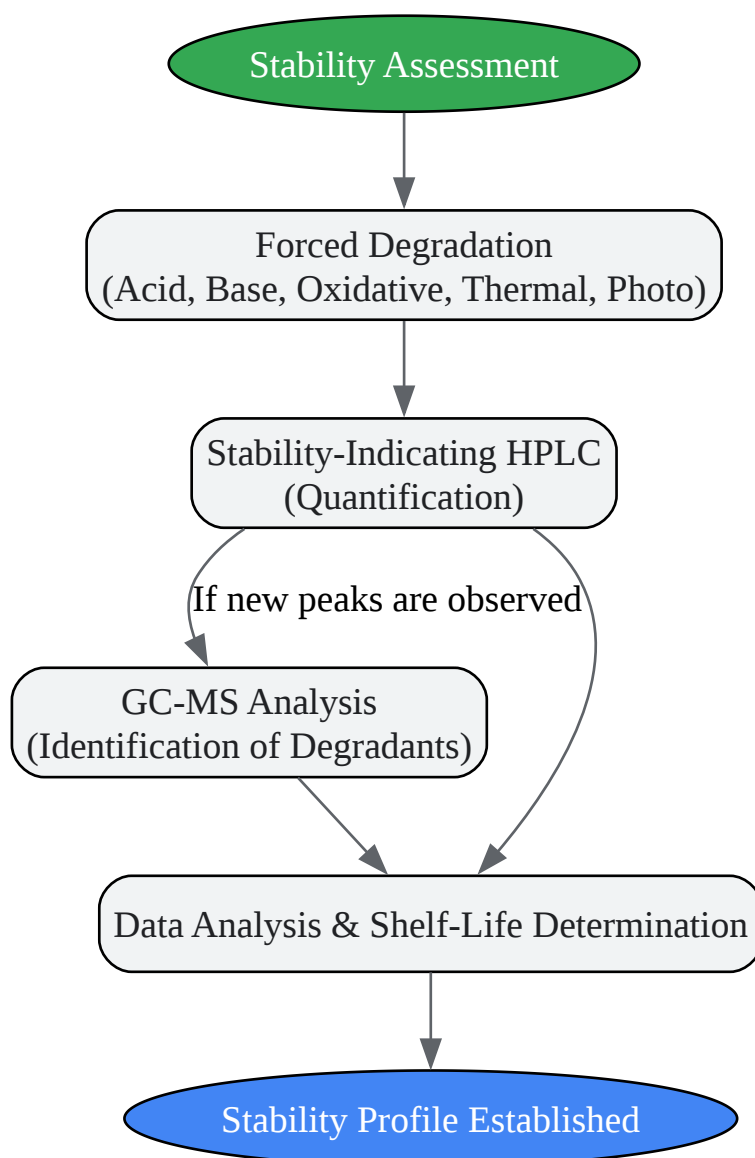 Stability Assessment
Forced Degradation
(Acid, Base, Oxidative, Thermal, Photo)
Stability-Indicating HPLC
(Quantification)
If new peaks are observed
GC-MS Analysis
(Identification of Degradants)
Data Analysis & Shelf-Life Determination
Stability Profile Established